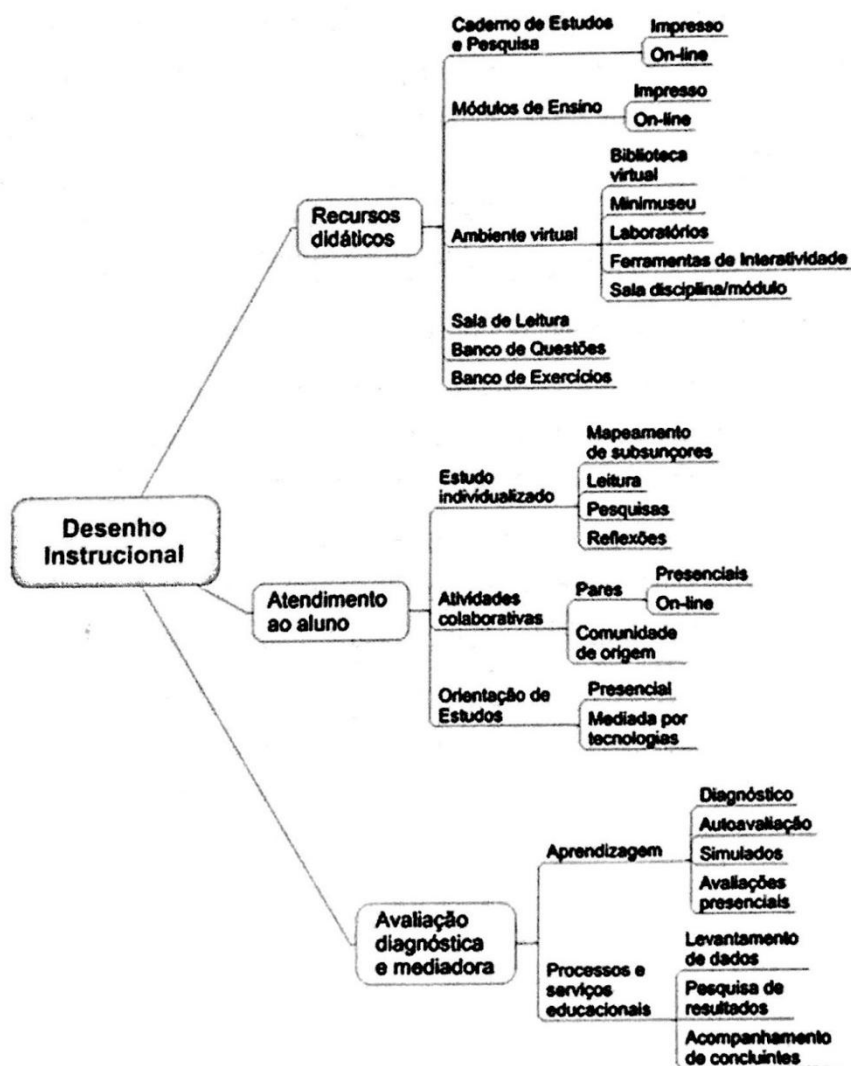 Caderno de Estudos
e Pesquisa
Impresso
On-line
Módulos de Ensino
Impresso
On-line
Recursos
didáticos
Ambiente virtual
Biblioteca
virtual
Minimuseu
Laboratórios
Ferramentas de Interatividade
Sala disciplina/módulo
Sala de Leitura
Banco de Questões
Banco de Exercícios
Desenho
Instrucional
Atendimento
ao aluno
Estudo
individualizado
Mapeamento
de subsunçores
Leitura
Pesquisas
Reflexões
Atividades
colaborativas
Pares
Presenciais
On-line
Comunidade
de origem
Orientação de
Estudos
Presencial
Mediada por
tecnologias
Avaliação
diagnóstica
e mediadora
Aprendizagem
Diagnóstico
Autoavaliação
Simulados
Avaliações
presenciais
Processos e
serviços
educacionais
Levantamento
de dados
Pesquisa de
resultados
Acompanhamento
de concluintes